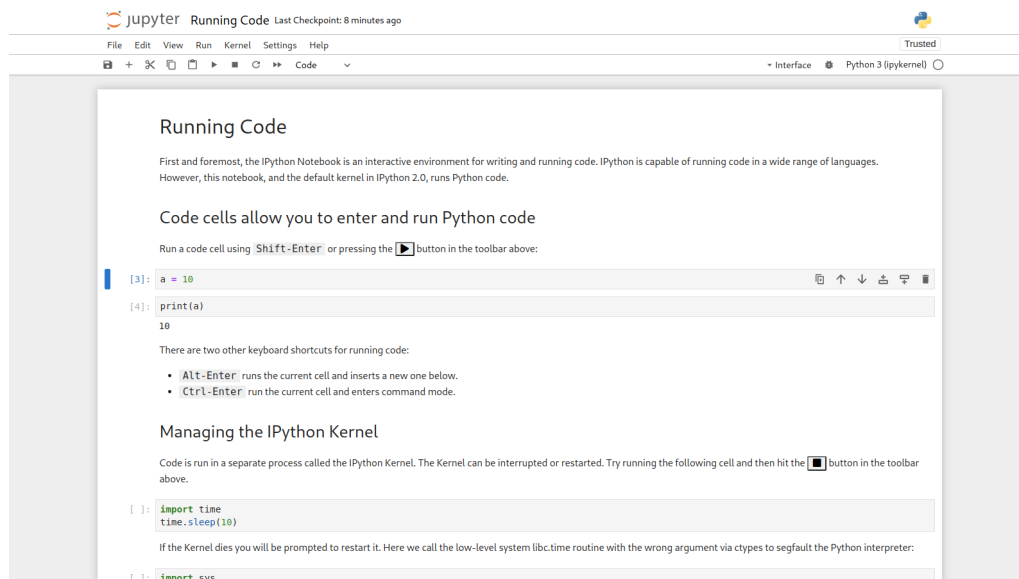 jupyter Running Code Last Checkpoint: 8 minutes ago
File Edit View Run Kernel Settings Help Trusted
Code Interface Python 3 (ipykernel)
Running Code
First and foremost, the IPython Notebook is an interactive environment for writing and running code. IPython is capable of running code in a wide range of languages.
However, this notebook, and the default kernel in IPython 2.0, runs Python code.
Code cells allow you to enter and run Python code
Run a code cell using Shift-Enter or pressing the button in the toolbar above:
[3]: a = 10
[4]: print(a)
10
There are two other keyboard shortcuts for running code:
• Alt-Enter runs the current cell and inserts a new one below.
• Ctrl-Enter run the current cell and enters command mode.
Managing the IPython Kernel
Code is run in a separate process called the IPython Kernel. The Kernel can be interrupted or restarted. Try running the following cell and then hit the button in the toolbar
above.
[ ]: import time
time.sleep(10)
If the Kernel dies you will be prompted to restart it. Here we call the low-level system libc.time routine with the wrong argument via ctypes to segfault the Python interpreter:
[ ]: import sys